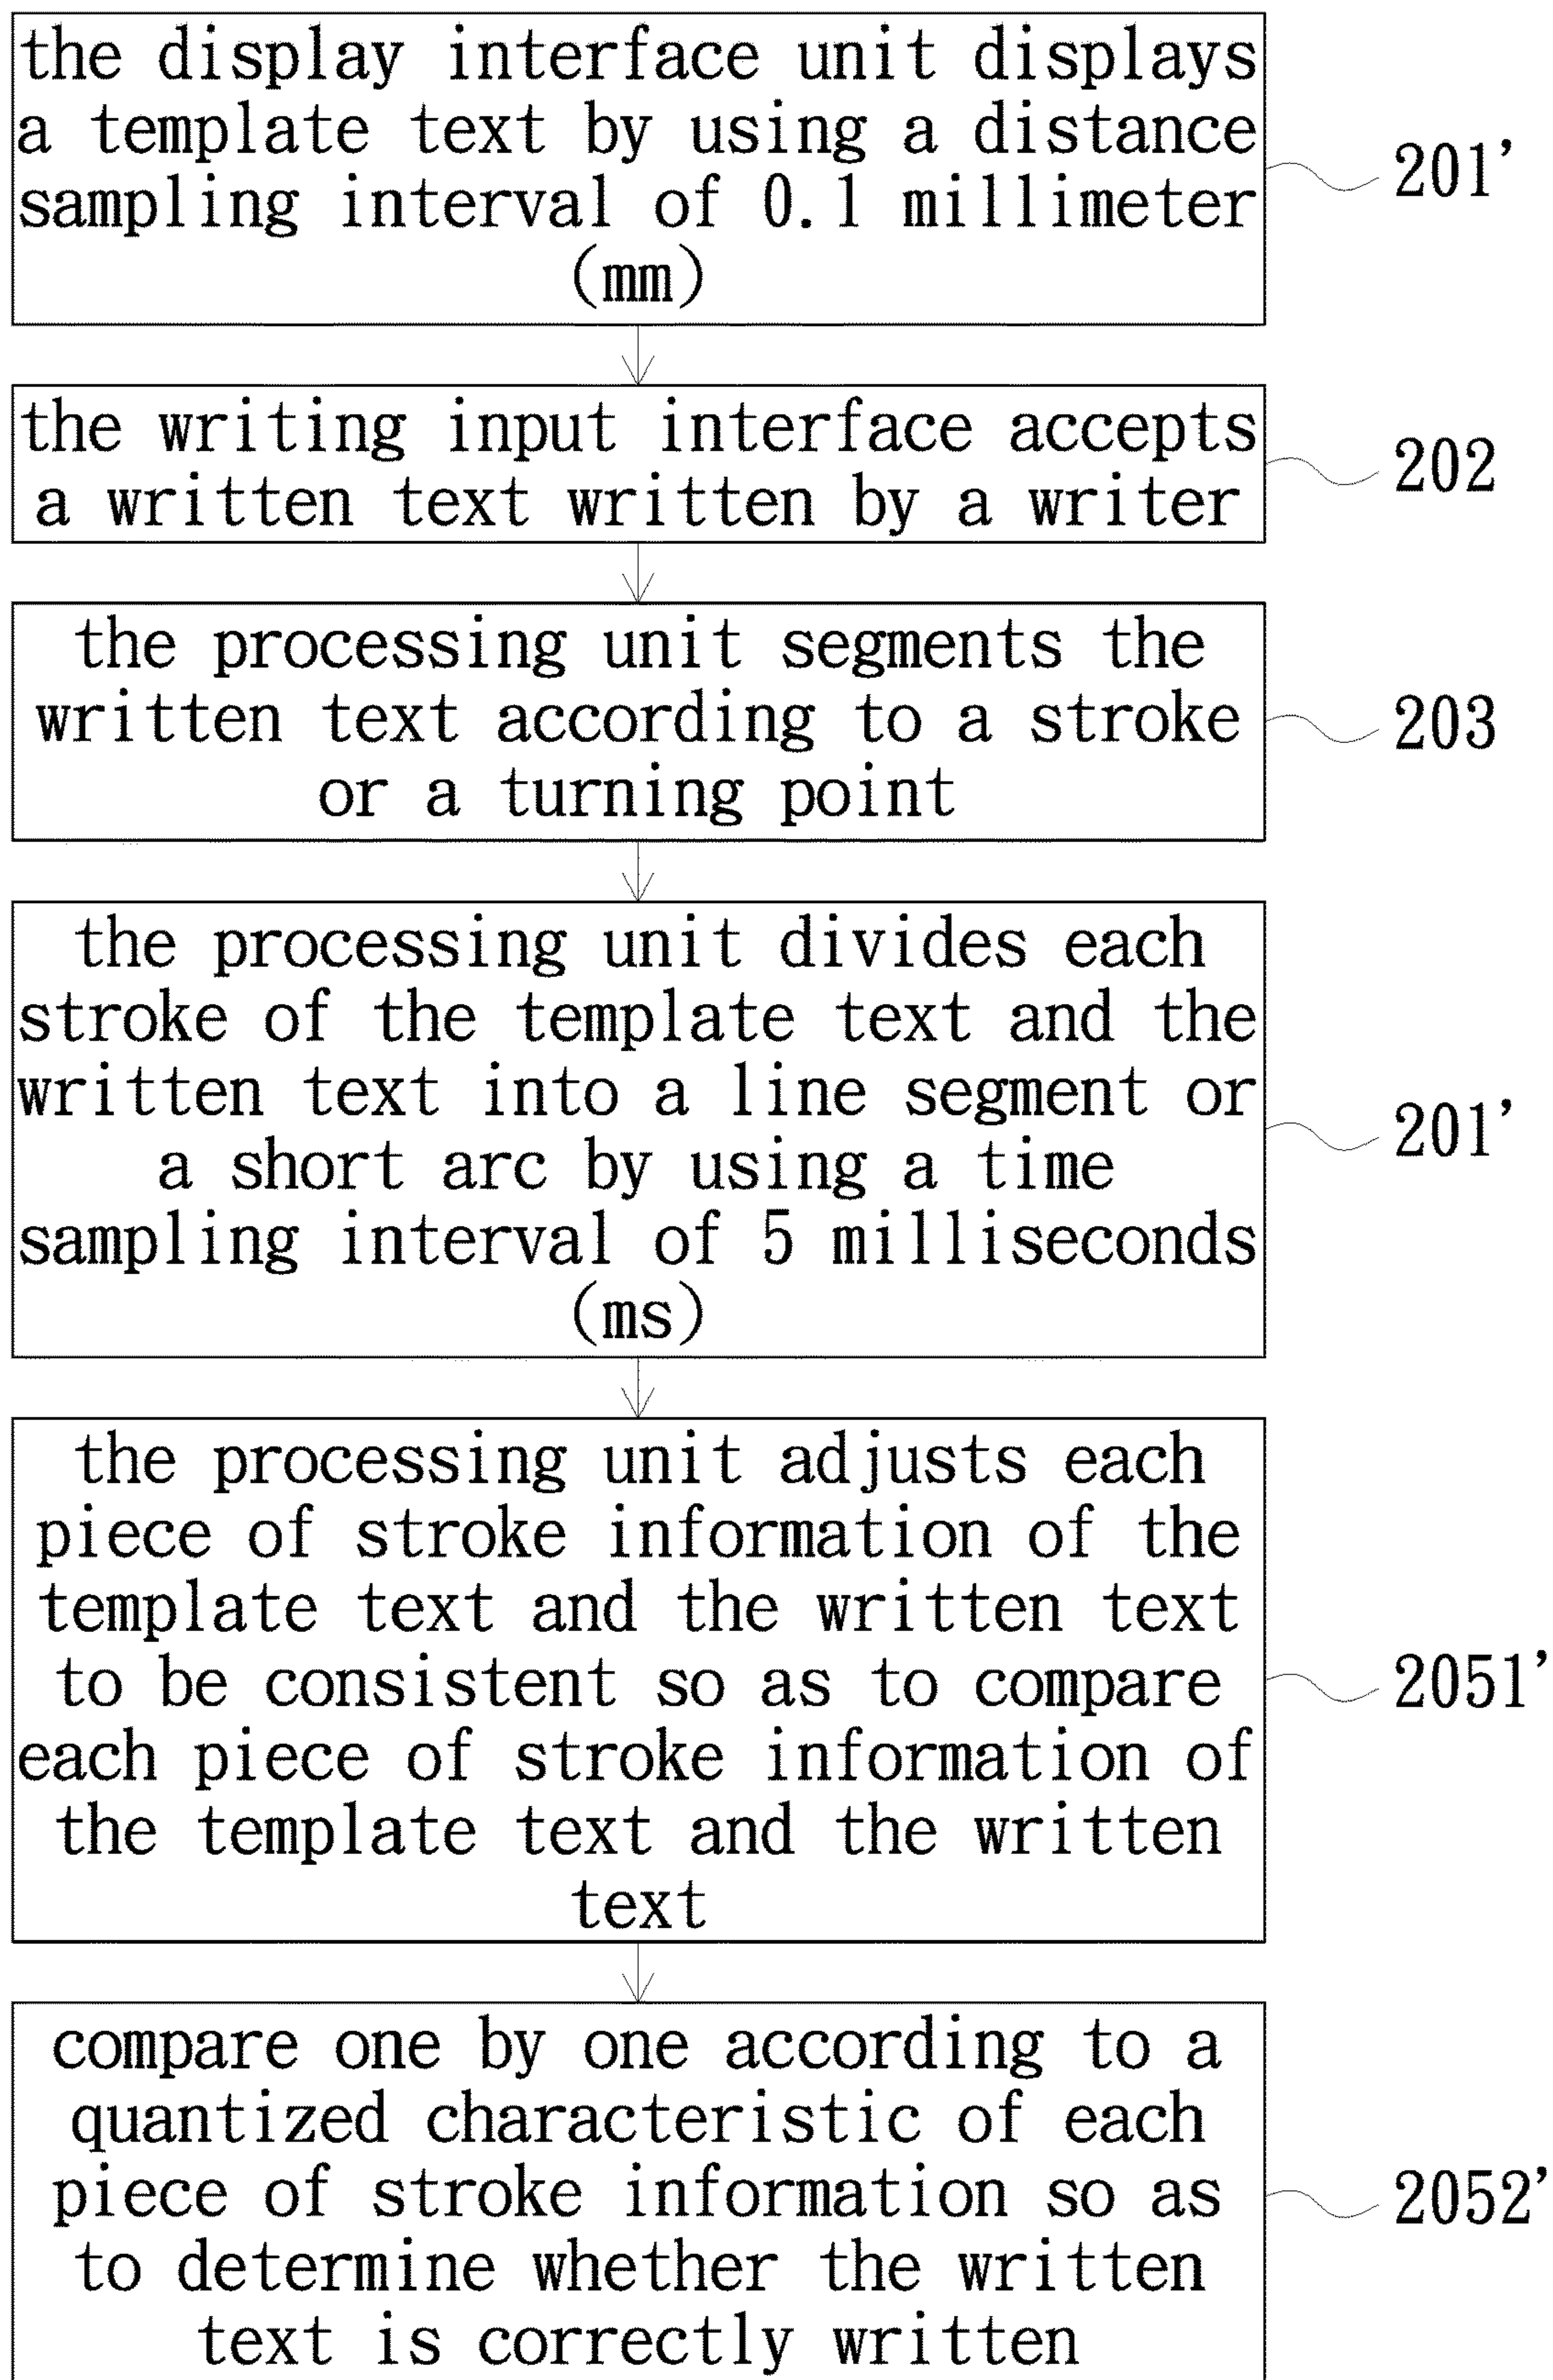 the display interface unit displays
a template text by using a distance
sampling interval of 0.1 millimeter
(mm)
201’
the writing input interface accepts
a written text written by a writer
202
the processing unit segments the
written text according to a stroke
or a turning point
203
the processing unit divides each
stroke of the template text and the
written text into a line segment or
a short arc by using a time
sampling interval of 5 milliseconds
(ms)
201’
the processing unit adjusts each
piece of stroke information of the
template text and the written text
to be consistent so as to compare
each piece of stroke information of
the template text and the written
text
2051’
compare one by one according to a
quantized characteristic of each
piece of stroke information so as
to determine whether the written
text is correctly written
2052’